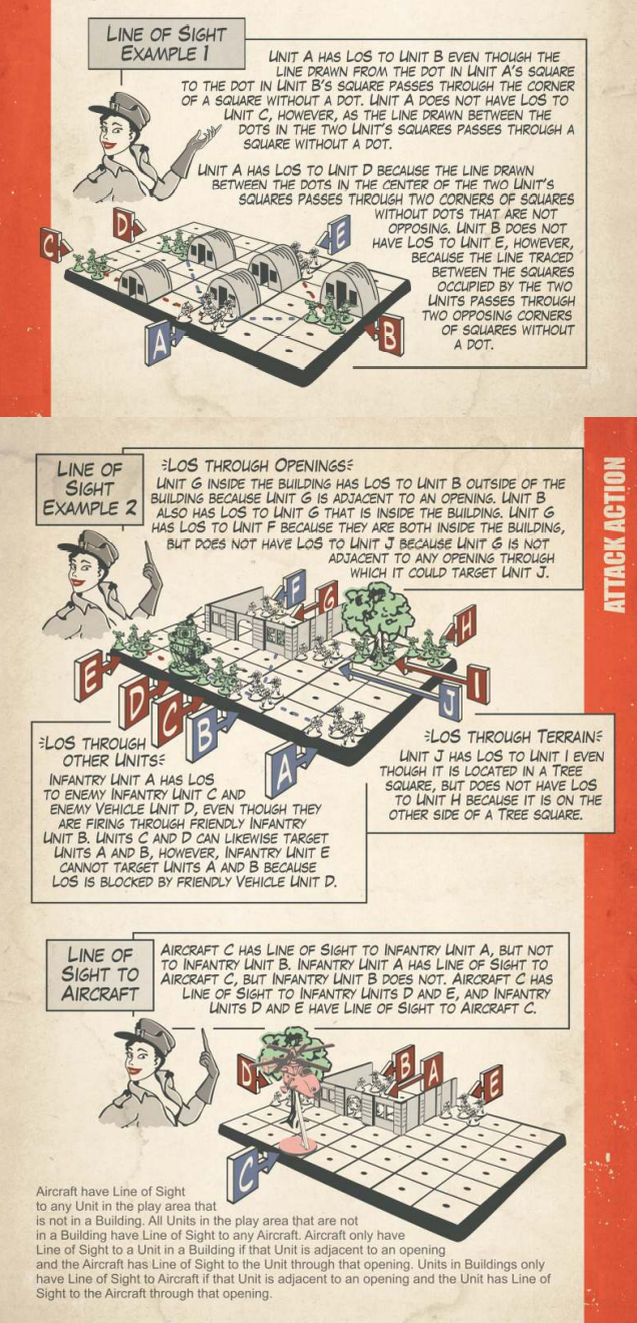 LINE OF SIGHT
EXAMPLE 1
UNIT A HAS LOS TO UNIT B EVEN THOUGH THE
LINE DRAWN FROM THE DOT IN UNIT A'S SQUARE
TO THE DOT IN UNIT B'S SQUARE PASSES THROUGH THE CORNER
OF A SQUARE WITHOUT A DOT. UNIT A DOES NOT HAVE LOS TO
UNIT C, HOWEVER, AS THE LINE DRAWN BETWEEN THE
DOTS IN THE TWO UNIT'S SQUARES PASSES THROUGH A
SQUARE WITHOUT A DOT.
UNIT A HAS LOS TO UNIT D BECAUSE THE LINE DRAWN
BETWEEN THE DOTS IN THE CENTER OF THE TWO UNIT'S
SQUARES PASSES THROUGH TWO CORNERS OF SQUARES
WITHOUT DOTS THAT ARE NOT
OPPOSING. UNIT B DOES NOT
HAVE LOS TO UNIT E, HOWEVER,
BECAUSE THE LINE TRACED
BETWEEN THE SQUARES
OCCUPIED BY THE TWO
UNITS PASSES THROUGH
TWO OPPOSING CORNERS
OF SQUARES WITHOUT
A DOT.
C
D
E
A
B
LINE OF
SIGHT
EXAMPLE 2
LOS THROUGH OPENINGS
UNIT G INSIDE THE BUILDING HAS LOS TO UNIT B OUTSIDE OF THE
BUILDING BECAUSE UNIT G IS ADJACENT TO AN OPENING. UNIT B
ALSO HAS LOS TO UNIT G THAT IS INSIDE THE BUILDING. UNIT G
HAS LOS TO UNIT F BECAUSE THEY ARE BOTH INSIDE THE BUILDING,
BUT DOES NOT HAVE LOS TO UNIT J BECAUSE UNIT G IS NOT
ADJACENT TO ANY OPENING THROUGH
WHICH IT COULD TARGET UNIT J.
ATTACK ACTION
F
G
H
E
D
C
B
A
J
I
LOS THROUGH
OTHER UNITS
INFANTRY UNIT A HAS LOS
TO ENEMY INFANTRY UNIT C AND
ENEMY VEHICLE UNIT D, EVEN THOUGH THEY
ARE FIRING THROUGH FRIENDLY INFANTRY
UNIT B. UNITS C AND D CAN LIKEWISE TARGET
UNITS A AND B, HOWEVER, INFANTRY UNIT E
CANNOT TARGET UNITS A AND B BECAUSE
LOS IS BLOCKED BY FRIENDLY VEHICLE UNIT D.
LOS THROUGH TERRAIN
UNIT J HAS LOS TO UNIT I EVEN
THOUGH IT IS LOCATED IN A TREE
SQUARE, BUT DOES NOT HAVE LOS
TO UNIT H BECAUSE IT IS ON THE
OTHER SIDE OF A TREE SQUARE.
LINE OF
SIGHT TO
AIRCRAFT
AIRCRAFT C HAS LINE OF SIGHT TO INFANTRY UNIT A, BUT NOT
TO INFANTRY UNIT B. INFANTRY UNIT A HAS LINE OF SIGHT TO
AIRCRAFT C, BUT INFANTRY UNIT B DOES NOT. AIRCRAFT C HAS
LINE OF SIGHT TO INFANTRY UNITS D AND E, AND INFANTRY
UNITS D AND E HAVE LINE OF SIGHT TO AIRCRAFT C.
D
B
A
E
C
Aircraft have Line of Sight
to any Unit in the play area that
is not in a Building. All Units in the play area that are not
in a Building have Line of Sight to any Aircraft. Aircraft only have
Line of Sight to a Unit in a Building if that Unit is adjacent to an opening
and the Aircraft has Line of Sight to the Unit through that opening. Units in Buildings only
have Line of Sight to Aircraft if that Unit is adjacent to an opening and the Unit has Line of
Sight to the Aircraft through that opening.